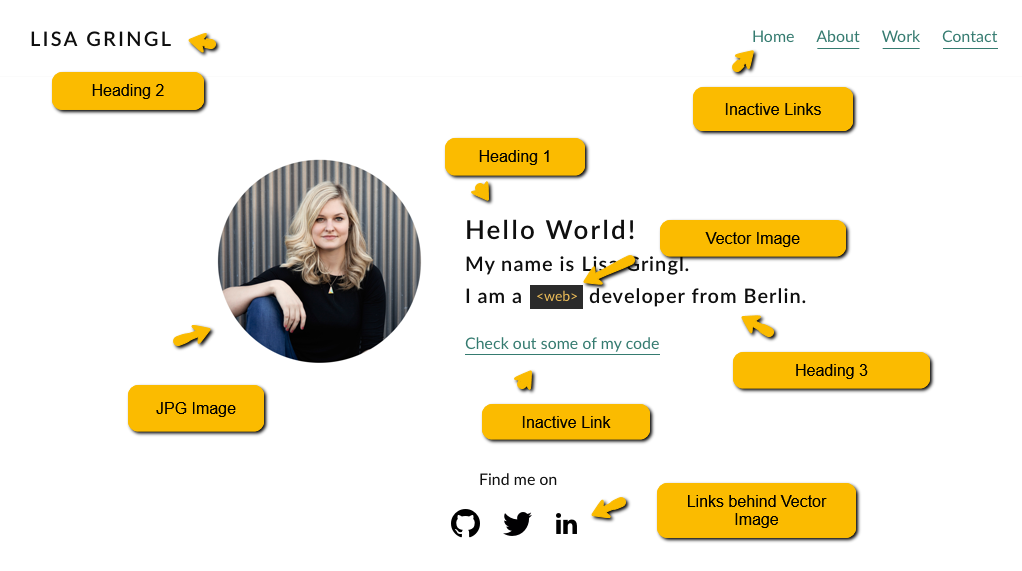 LISA GRINGL
Home About Work Contact
Heading 2
Inactive Links
Heading 1
Hello World!
Vector Image
My name is Lisa Gringl.
I am a <web> developer from Berlin.
Check out some of my code
Heading 3
JPG Image
Inactive Link
Find me on
Links behind Vector
Image
in